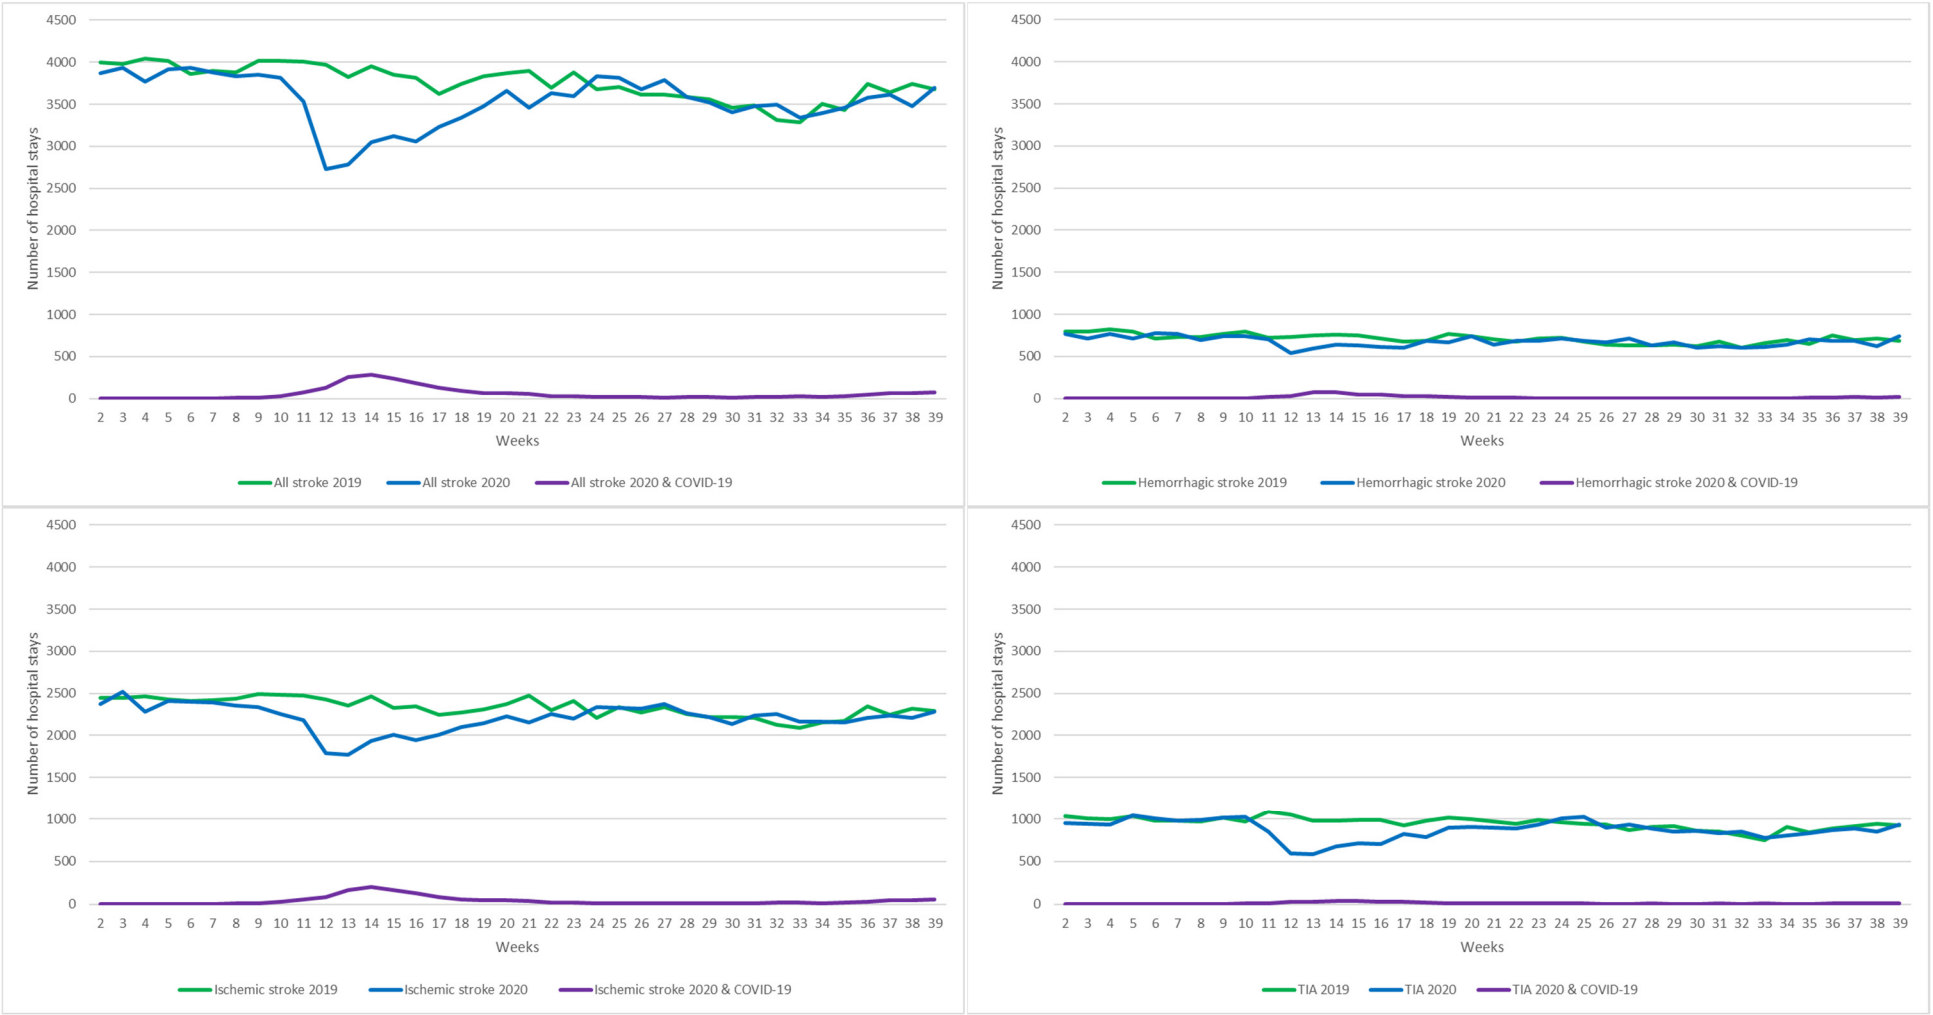 4500
4000
3500
3000
2500
2000
1500
1000
500
0
Number of hospital stays
2 3 4 5 6 7 8 9 10 11 12 13 14 15 16 17 18 19 20 21 22 23 24 25 26 27 28 29 30 31 32 33 34 35 36 37 38 39
Weeks
All stroke 2019 All stroke 2020 All stroke 2020 & COVID-19
4500
4000
3500
3000
2500
2000
1500
1000
500
0
Number of hospital stays
2 3 4 5 6 7 8 9 10 11 12 13 14 15 16 17 18 19 20 21 22 23 24 25 26 27 28 29 30 31 32 33 34 35 36 37 38 39
Weeks
Hemorrhagic stroke 2019 Hemorrhagic stroke 2020 Hemorrhagic stroke 2020 & COVID-19
4500
4000
3500
3000
2500
2000
1500
1000
500
0
Number of hospital stays
2 3 4 5 6 7 8 9 10 11 12 13 14 15 16 17 18 19 20 21 22 23 24 25 26 27 28 29 30 31 32 33 34 35 36 37 38 39
Weeks
Ischemic stroke 2019 Ischemic stroke 2020 Ischemic stroke 2020 & COVID-19
4500
4000
3500
3000
2500
2000
1500
1000
500
0
Number of hospital stays
2 3 4 5 6 7 8 9 10 11 12 13 14 15 16 17 18 19 20 21 22 23 24 25 26 27 28 29 30 31 32 33 34 35 36 37 38 39
Weeks
TIA 2019 TIA 2020 TIA 2020 & COVID-19